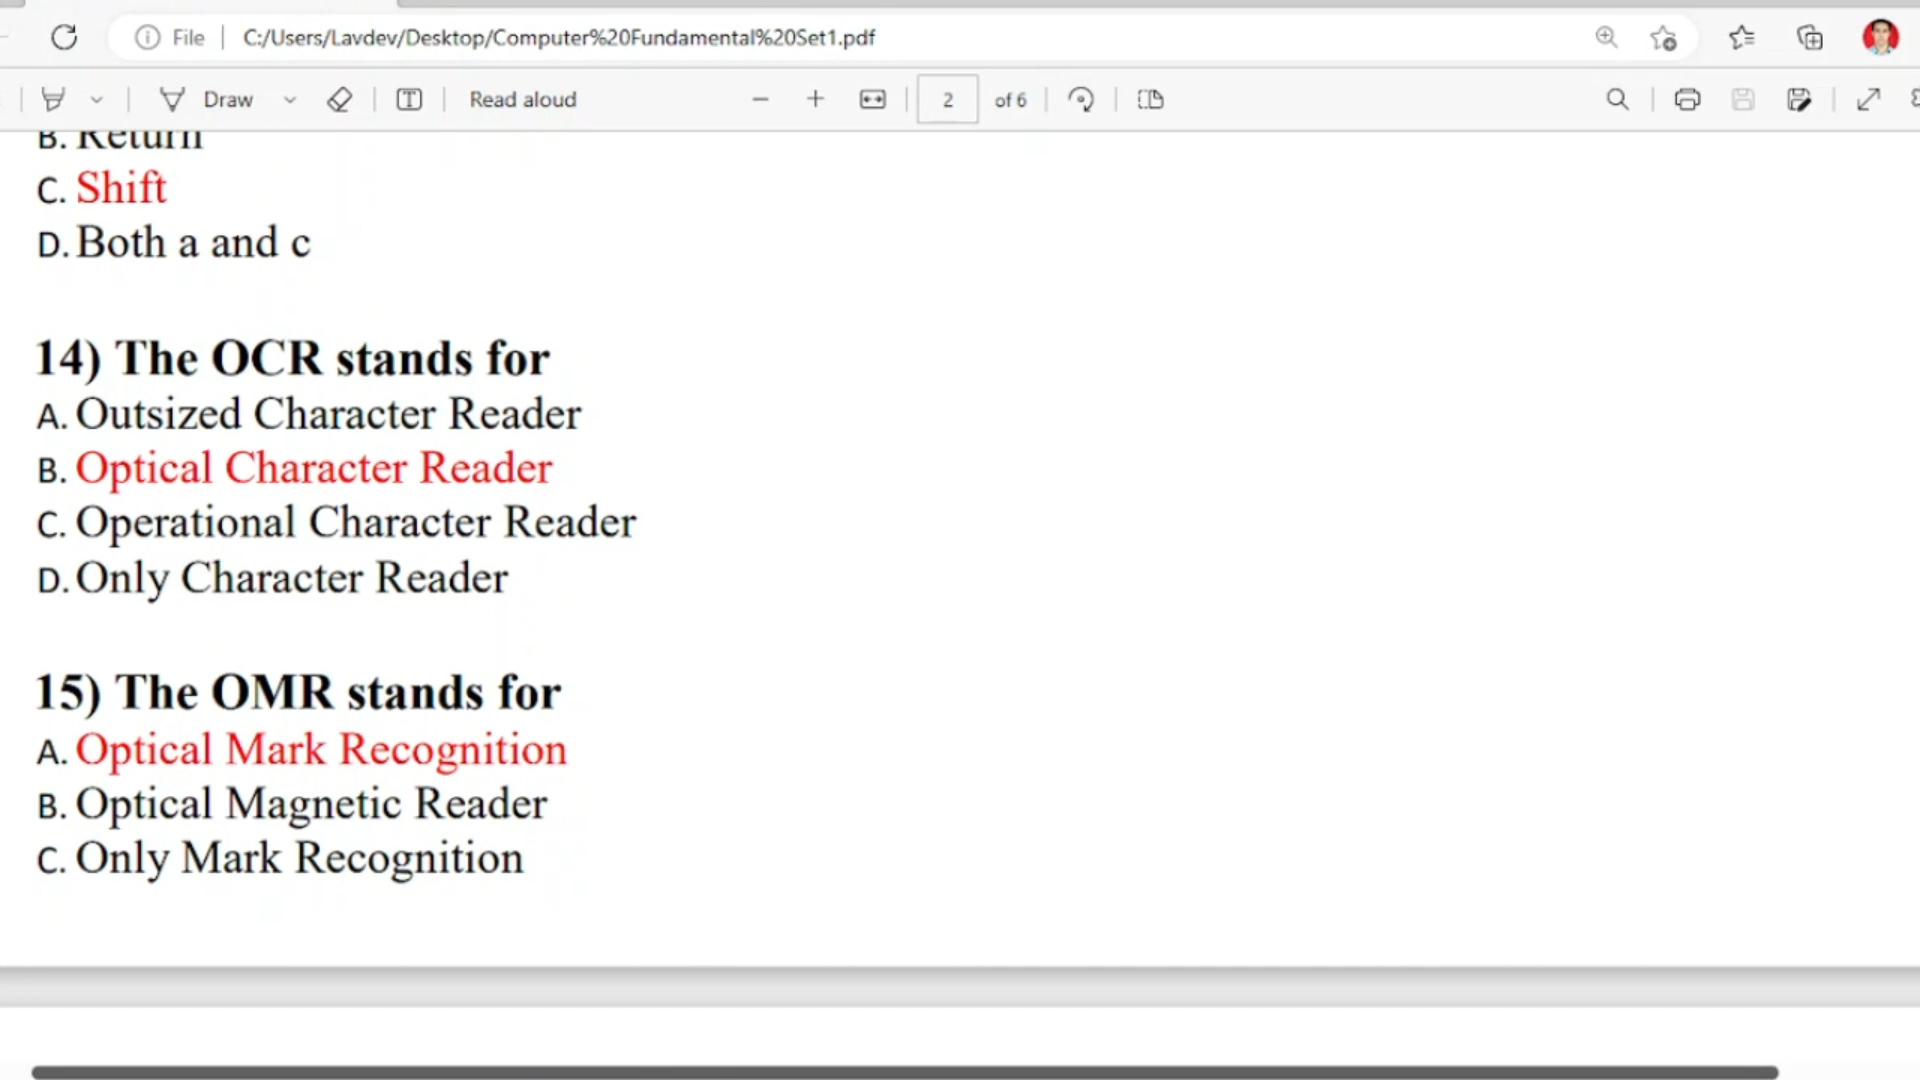 File
C:/Users/Lavdev/Desktop/Computer%20Fundamental%20Set1.pdf
Draw
Read aloud
2 of 6
B. Return
C. Shift
D. Both a and c
14) The OCR stands for
A. Outsized Character Reader
B. Optical Character Reader
C. Operational Character Reader
D. Only Character Reader
15) The OMR stands for
A. Optical Mark Recognition
B. Optical Magnetic Reader
C. Only Mark Recognition